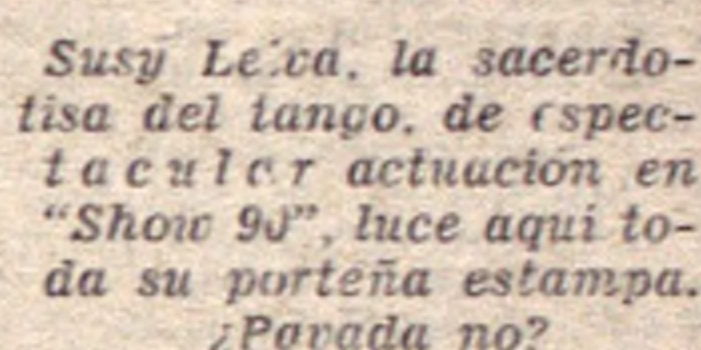 Susy Leiva, la sacerdo-
tisa del tango, de espec-
tacular actuación en
“Show 90”, luce aquí to-
da su porteña estampa.
¿Pavada no?